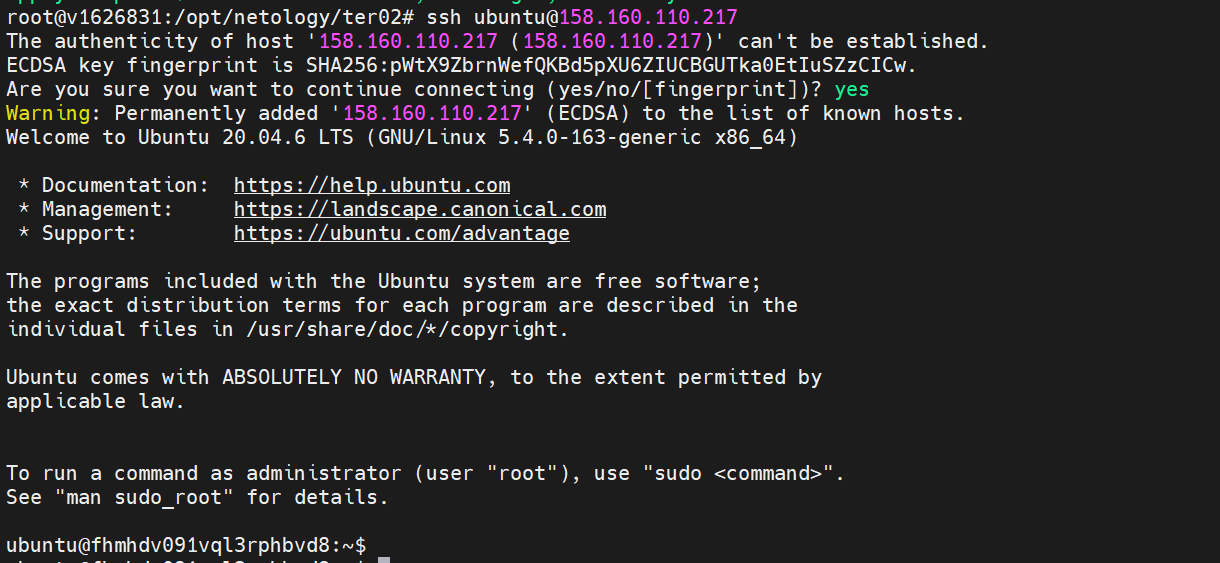 root@v1626831:/opt/netology/ter02# ssh ubuntu@158.160.110.217
The authenticity of host '158.160.110.217 (158.160.110.217)' can't be established.
ECDSA key fingerprint is SHA256:pWtX9ZbrnWefQKBd5pXU6ZIUCBGUTka0EtIuSZzCICw.
Are you sure you want to continue connecting (yes/no/[fingerprint])? yes
Warning: Permanently added '158.160.110.217' (ECDSA) to the list of known hosts.
Welcome to Ubuntu 20.04.6 LTS (GNU/Linux 5.4.0-163-generic x86_64)
* Documentation: https://help.ubuntu.com
* Management: https://landscape.canonical.com
* Support: https://ubuntu.com/advantage
The programs included with the Ubuntu system are free software;
the exact distribution terms for each program are described in the
individual files in /usr/share/doc/*/copyright.
Ubuntu comes with ABSOLUTELY NO WARRANTY, to the extent permitted by
applicable law.
To run a command as administrator (user "root"), use "sudo <command>".
See "man sudo_root" for details.
ubuntu@fhmhdv091vql3rphbvd8:~$